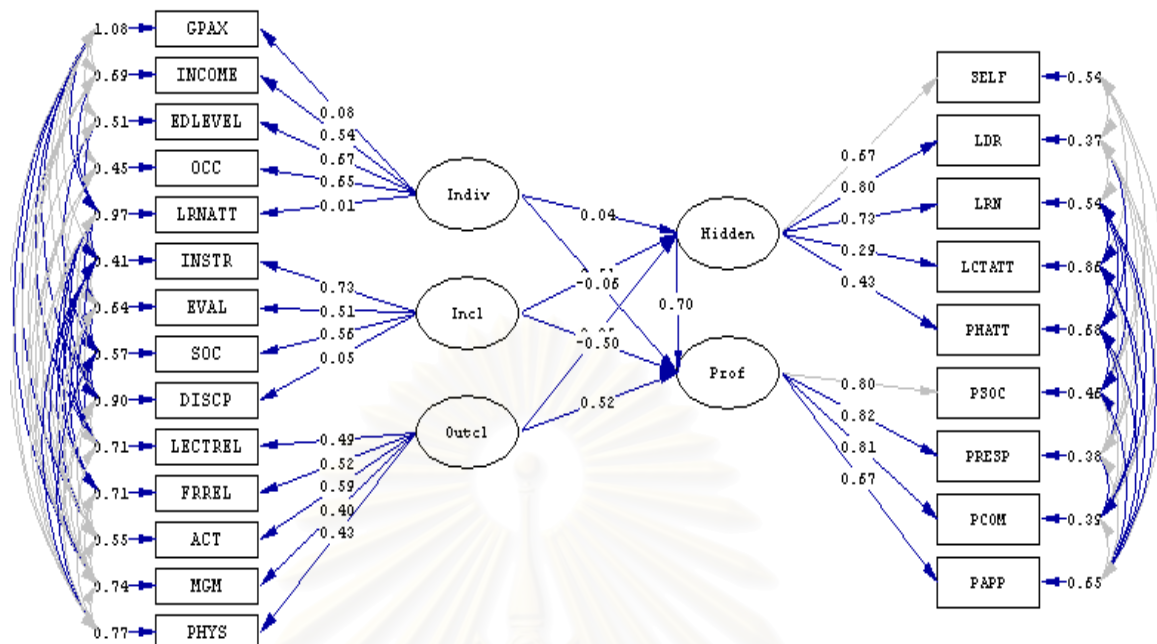 1.08 GPAX
0.69 INCOME
0.51 EDLEVEL
0.45 OCC
0.97 LRNATT
0.41 INSTR
0.64 EVAL
0.57 SOC
0.90 DISCP
0.71 LECTREL
0.71 FRREL
0.55 ACT
0.74 MGM
0.77 PHYS
0.08
0.54
0.67
0.65
0.01
0.73
0.51
0.56
0.05
0.49
0.52
0.59
0.40
0.43
Indiv
Incl
Outcl
0.04
-0.06
-0.50
0.52
Hidden
0.70
Prof
0.67
0.80
0.73
0.29
0.43
0.80
0.82
0.81
0.67
SELF 0.54
LDR 0.37
LRN 0.54
LCTATT
PHATT 0.68
PSOC
PRESP 0.38
PCOM 0.39
PAPP 0.65